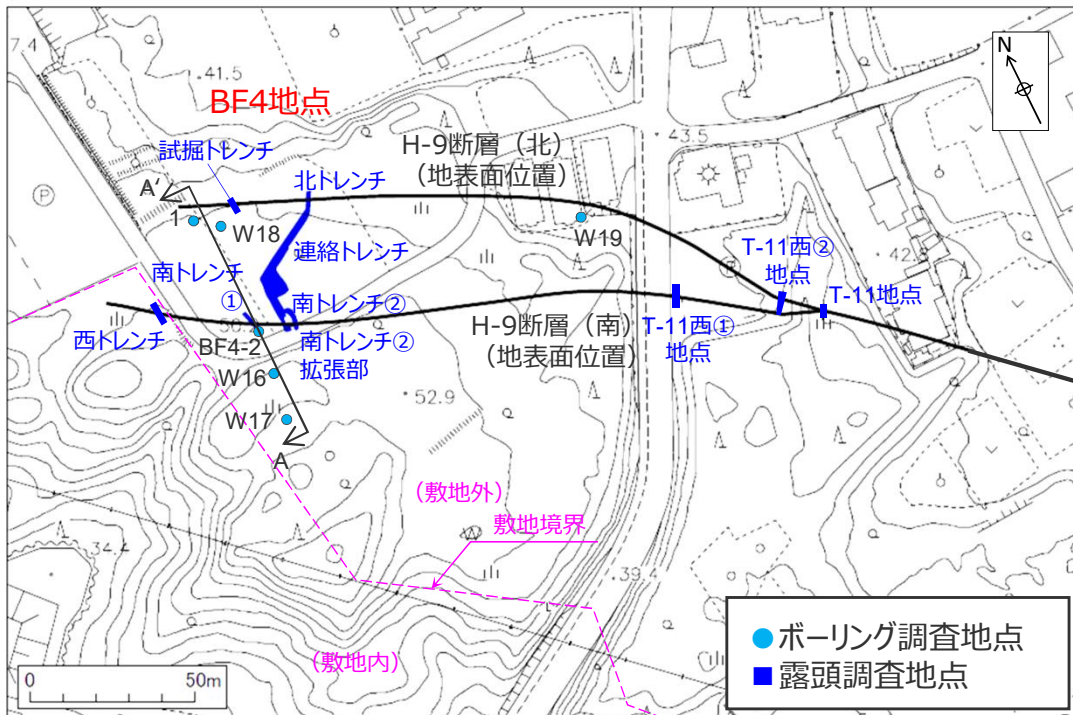 37.4
41.5
BF4地点
N
試掘トレンチ
H-9断層（北）
（地表面位置）
43.5
A'
北トレンチ
1
W18
W19
連絡トレンチ
T-11西②
地点
南トレンチ
①
T-11地点
南トレンチ②
西トレンチ
BF4-2
南トレンチ②
拡張部
H-9断層（南）
（地表面位置）
T-11西①
地点
W16
52.9
W17
A
（敷地外）
敷地境界
34.4
39.4
（敷地内）
0
50m
ボーリング調査地点
露頭調査地点